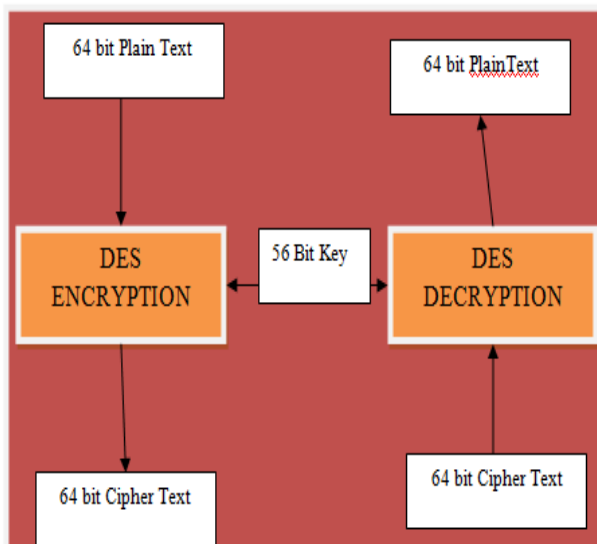 64 bit Plain Text
64 bit PlainText
DES
ENCRYPTION
56 Bit Key
DES
DECRYPTION
64 bit Cipher Text
64 bit Cipher Text